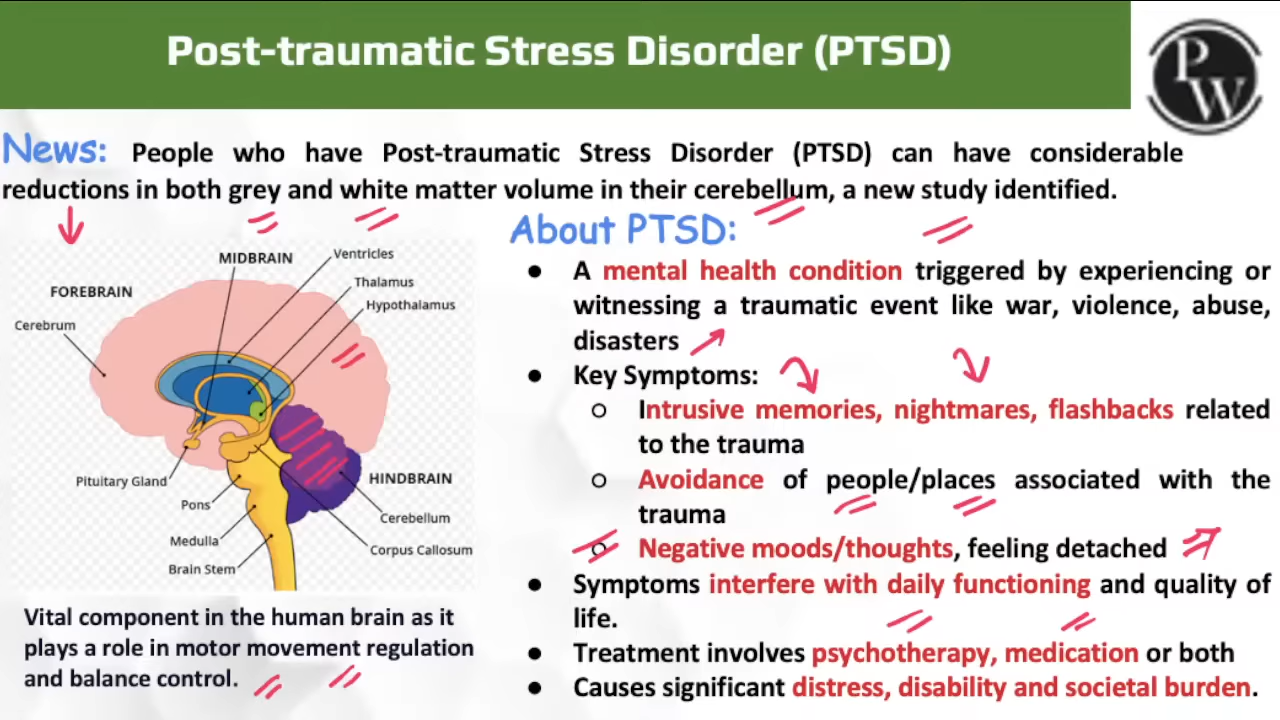 Post-traumatic Stress Disorder (PTSD)
PW
News: People who have Post-traumatic Stress Disorder (PTSD) can have considerable
reductions in both grey and white matter volume in their cerebellum, a new study identified.
MIDBRAIN
Ventricles
Thalamus
Hypothalamus
FOREBRAIN
Cerebrum
Pituitary Gland
Pons
Medulla
Brain Stem
HINDBRAIN
Cerebellum
Corpus Callosum
Vital component in the human brain as it
plays a role in motor movement regulation
and balance control.
About PTSD:
● A mental health condition triggered by experiencing or
witnessing a traumatic event like war, violence, abuse,
disasters
● Key Symptoms:
○ Intrusive memories, nightmares, flashbacks related
to the trauma
○ Avoidance of people/places associated with the
trauma
○ Negative moods/thoughts, feeling detached
● Symptoms interfere with daily functioning and quality of
life.
● Treatment involves psychotherapy, medication or both
● Causes significant distress, disability and societal burden.